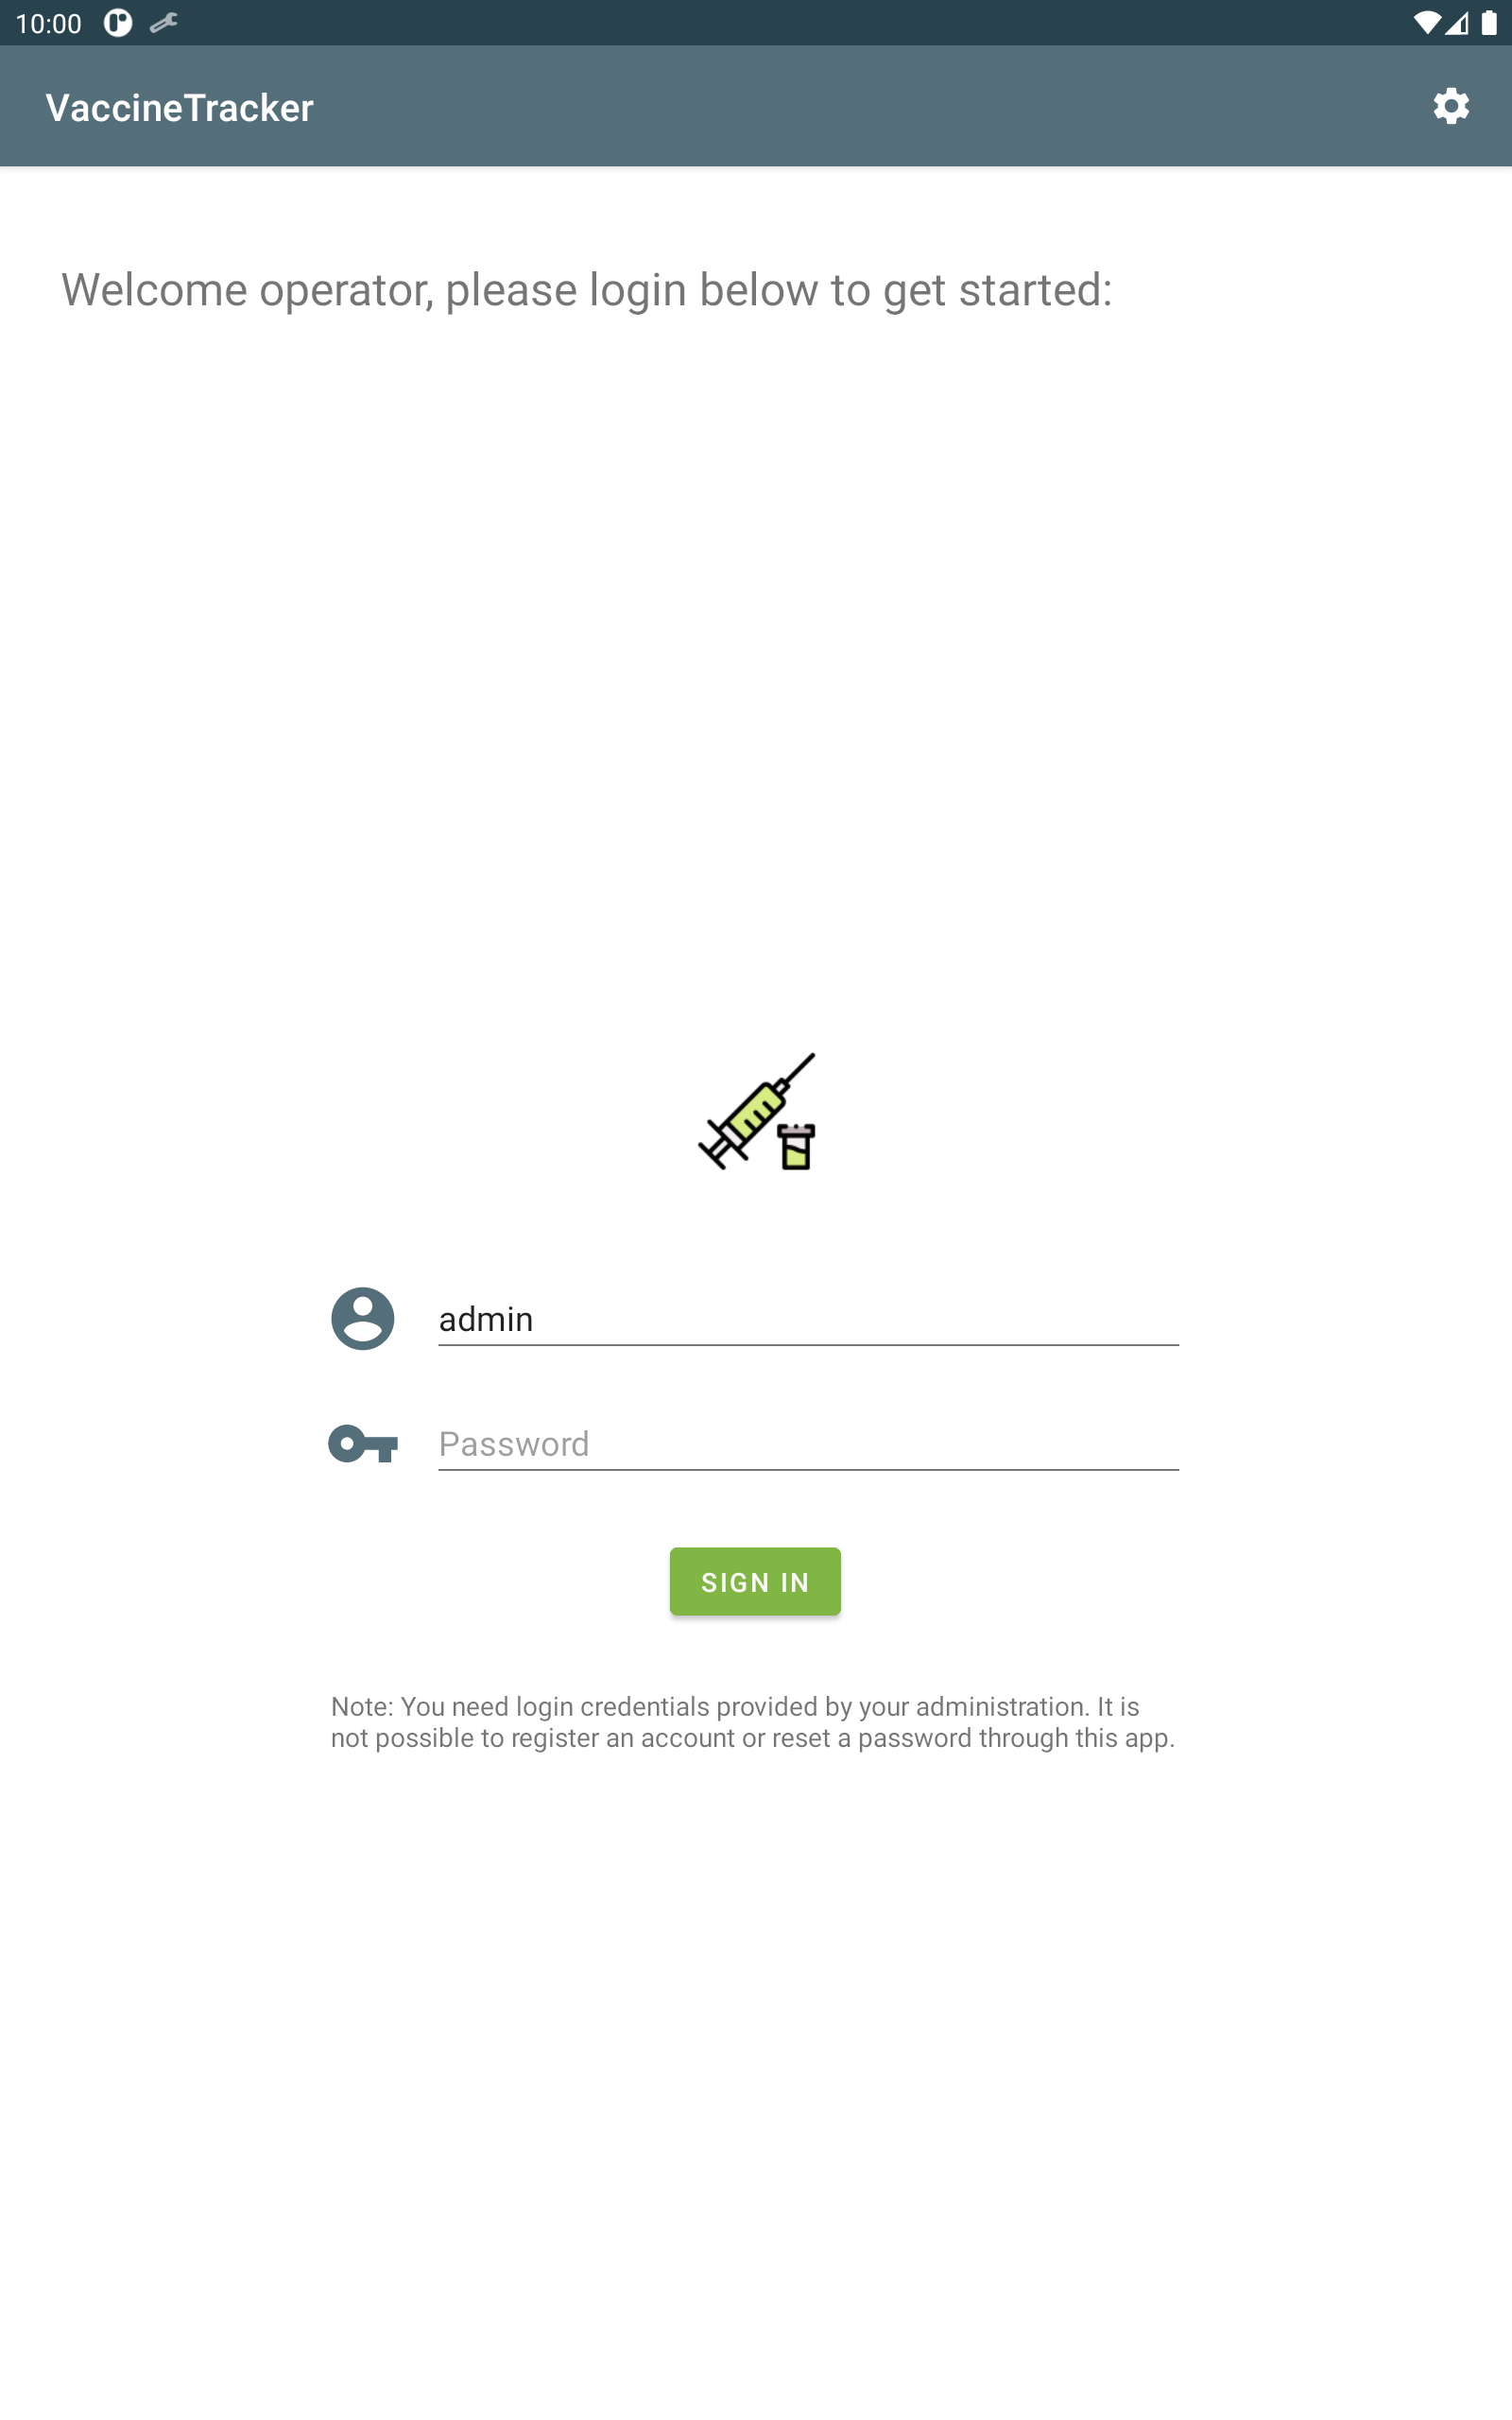 10:00
VaccineTracker
Welcome operator, please login below to get started:
admin
Password
SIGN IN
Note: You need login credentials provided by your administration. It is
not possible to register an account or reset a password through this app.